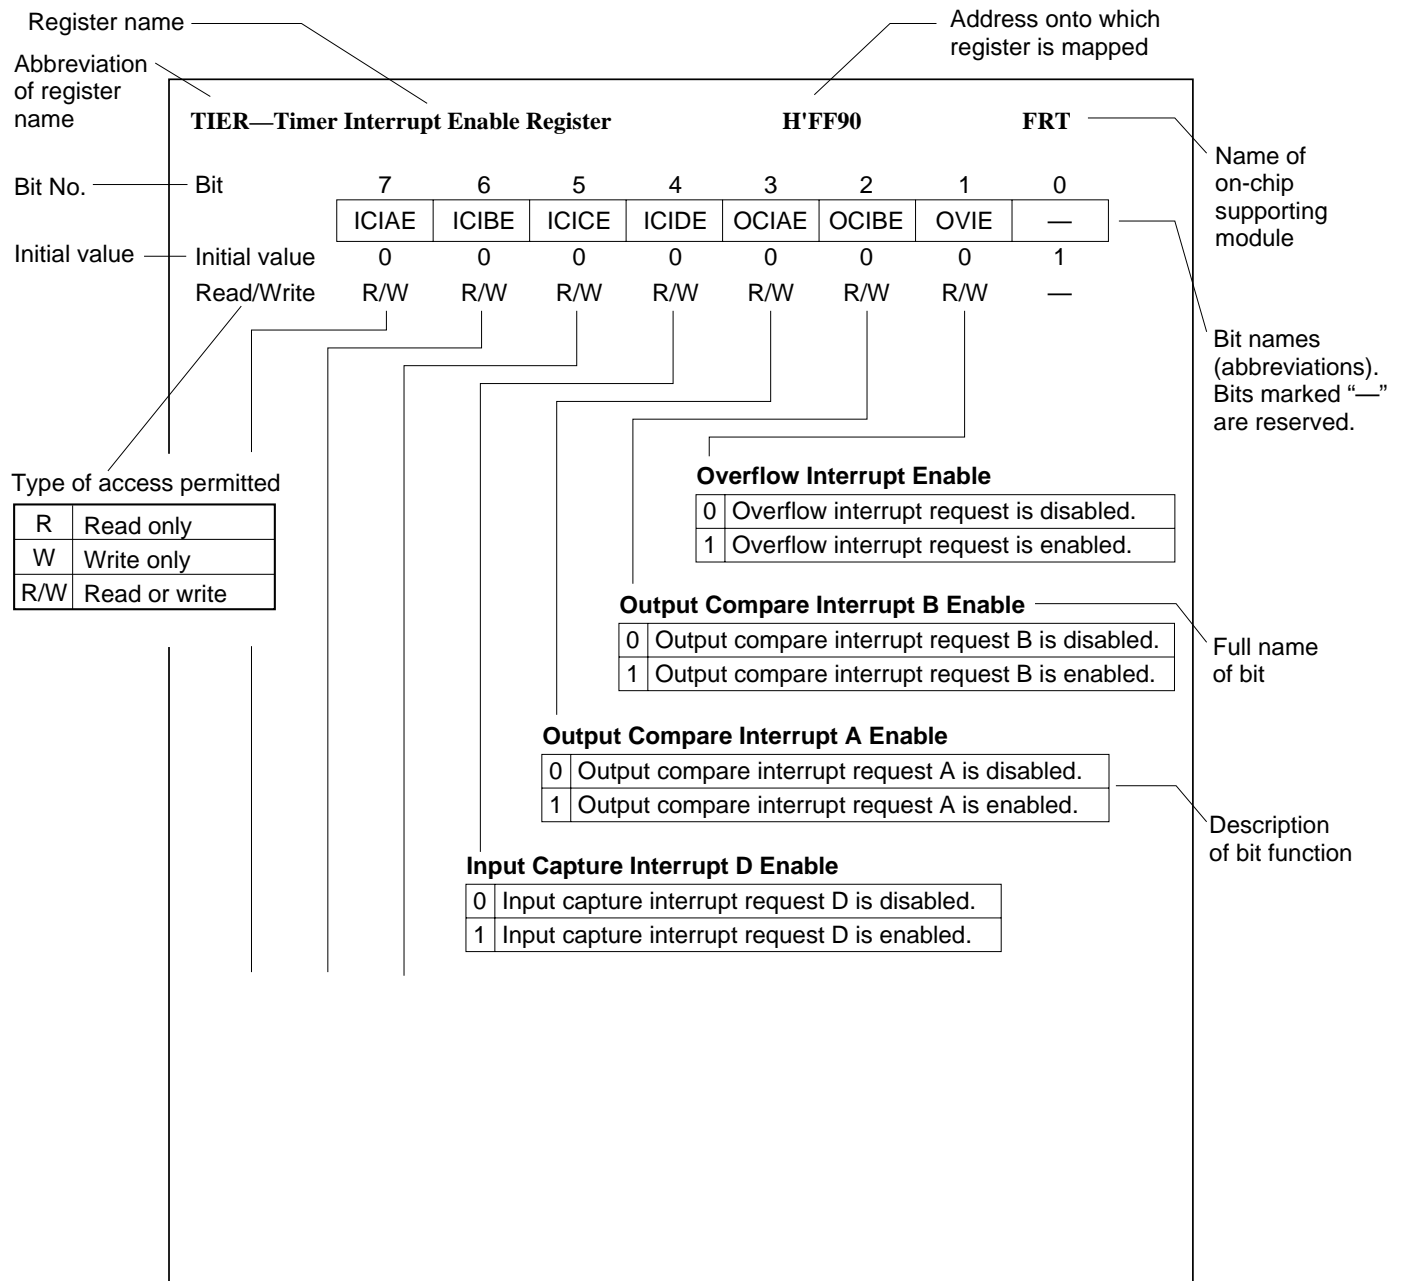 Register name
Address onto which
register is mapped
Abbreviation
of register
name
TIER—Timer Interrupt Enable Register H'FF90 FRT
Name of
on-chip
supporting
module
Bit No. Bit 7 6 5 4 3 2 1 0
ICIAE ICIBE ICICE ICIDE OCIAE OCIBE OVIE —
Initial value Initial value 0 0 0 0 0 0 0 1
Read/Write R/W R/W R/W R/W R/W R/W R/W —
Bit names
(abbreviations).
Bits marked “—”
are reserved.
Type of access permitted
R Read only
W Write only
R/W Read or write
Overflow Interrupt Enable
0 Overflow interrupt request is disabled.
1 Overflow interrupt request is enabled.
Output Compare Interrupt B Enable
0 Output compare interrupt request B is disabled.
1 Output compare interrupt request B is enabled.
Full name
of bit
Output Compare Interrupt A Enable
0 Output compare interrupt request A is disabled.
1 Output compare interrupt request A is enabled.
Description
of bit function
Input Capture Interrupt D Enable
0 Input capture interrupt request D is disabled.
1 Input capture interrupt request D is enabled.